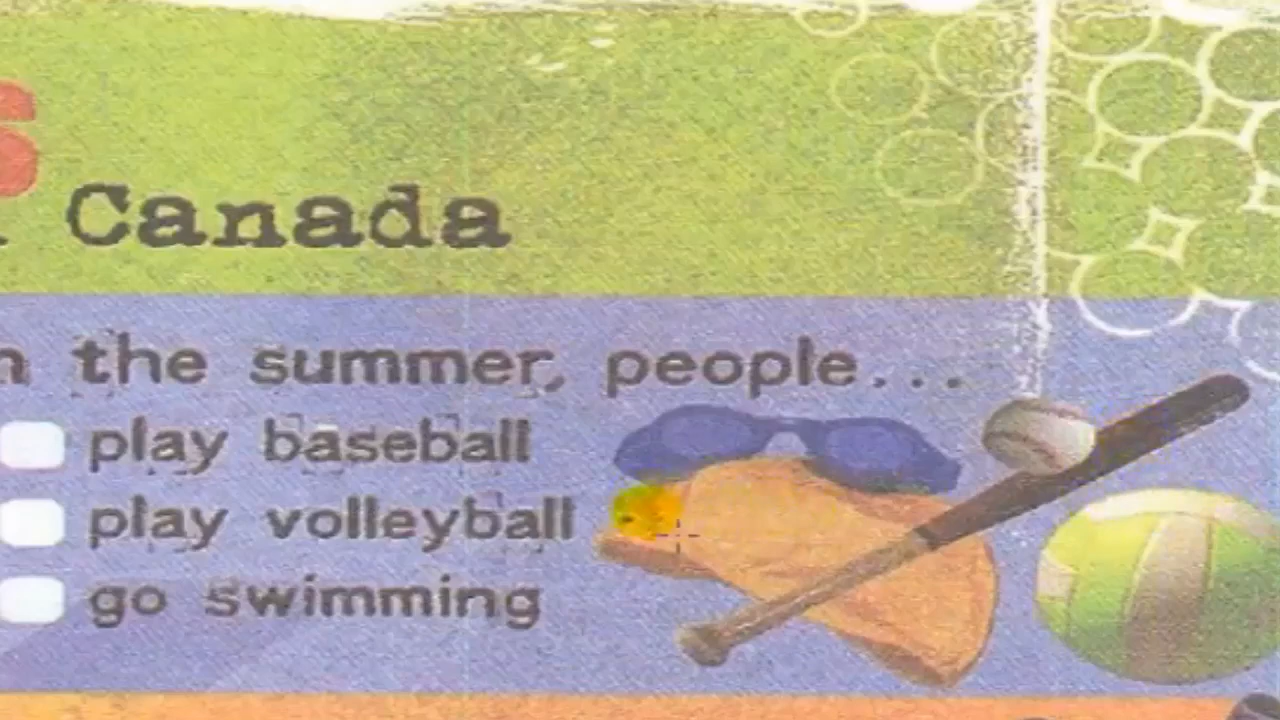 Canada
the summer, people...
play baseball
play volleyball
go swimming